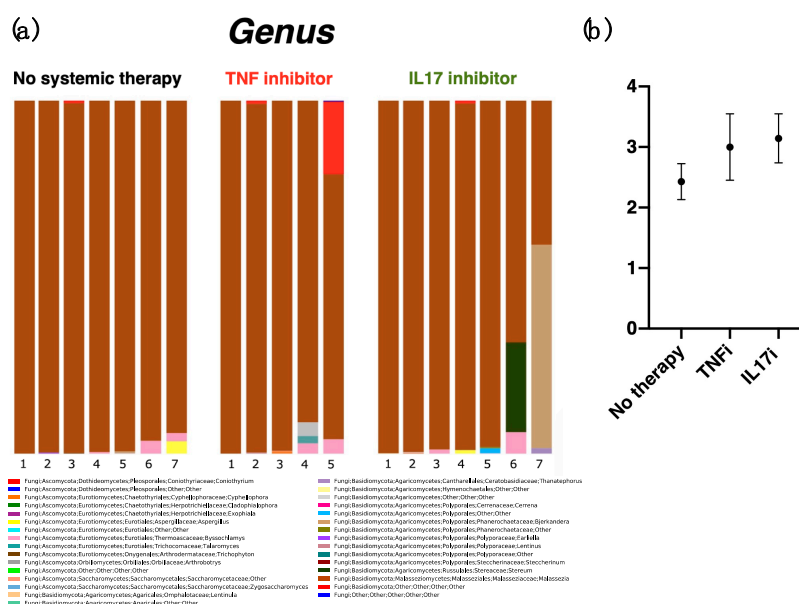 (a)
Genus
(b)
No systemic therapy
TNF inhibitor
IL17 inhibitor
1 2 3 4 5 6 7
1 2 3 4 5
1 2 3 4 5 6 7
4
3
2
1
0
No therapy
TNFi
IL17i
Fungi;Ascomycota;Dothideomycetes;Pleosporales;Coniothyriaceae;Coniothyrium
Fungi;Ascomycota;Dothideomycetes;Pleosporales;Other;Other
Fungi;Ascomycota;Eurotiomycetes;Chaetothyriales;Cyphellophoraceae;Cyphellophora
Fungi;Ascomycota;Eurotiomycetes;Chaetothyriales;Herpotrichiellaceae;Cladophialophora
Fungi;Ascomycota;Eurotiomycetes;Chaetothyriales;Herpotrichiellaceae;Exophiala
Fungi;Ascomycota;Eurotiomycetes;Eurotiales;Aspergillaceae;Aspergillus
Fungi;Ascomycota;Eurotiomycetes;Eurotiales;Other;Other
Fungi;Ascomycota;Eurotiomycetes;Eurotiales;Thermoascaceae;Byssochlamys
Fungi;Ascomycota;Eurotiomycetes;Eurotiales;Trichocomaceae;Talaromyces
Fungi;Ascomycota;Eurotiomycetes;Onygenales;Arthrodermataceae;Trichophyton
Fungi;Ascomycota;Orbiliomycetes;Orbiliales;Orbiliaceae;Arthrobotrys
Fungi;Ascomycota;Other;Other;Other;Other
Fungi;Ascomycota;Saccharomycetes;Saccharomycetales;Saccharomycetaceae;Other
Fungi;Ascomycota;Saccharomycetes;Saccharomycetales;Saccharomycetaceae;Zygosaccharomyces
Fungi;Basidiomycota;Agaricomycetes;Agaricales;Omphalotaceae;Lentinula
Fungi;Basidiomycota;Agaricomycetes;Agaricales;Other;Other
Fungi;Basidiomycota;Agaricomycetes;Cantharellales;Ceratobasidiaceae;Thanatephorus
Fungi;Basidiomycota;Agaricomycetes;Hymenochaetales;Other;Other
Fungi;Basidiomycota;Agaricomycetes;Other;Other;Other
Fungi;Basidiomycota;Agaricomycetes;Polyporales;Cerrenaceae;Cerrena
Fungi;Basidiomycota;Agaricomycetes;Polyporales;Other;Other
Fungi;Basidiomycota;Agaricomycetes;Polyporales;Phanerochaetaceae;Bjerkandera
Fungi;Basidiomycota;Agaricomycetes;Polyporales;Phanerochaetaceae;Other
Fungi;Basidiomycota;Agaricomycetes;Polyporales;Polyporaceae;Earliella
Fungi;Basidiomycota;Agaricomycetes;Polyporales;Polyporaceae;Lentinus
Fungi;Basidiomycota;Agaricomycetes;Polyporales;Polyporaceae;Other
Fungi;Basidiomycota;Agaricomycetes;Polyporales;Steccherinaceae;Steccherinum
Fungi;Basidiomycota;Agaricomycetes;Russulales;Stereaceae;Stereum
Fungi;Basidiomycota;Malasseziomycetes;Malasseziales;Malasseziaceae;Malassezia
Fungi;Basidiomycota;Other;Other;Other;Other
Fungi;Other;Other;Other;Other;Other